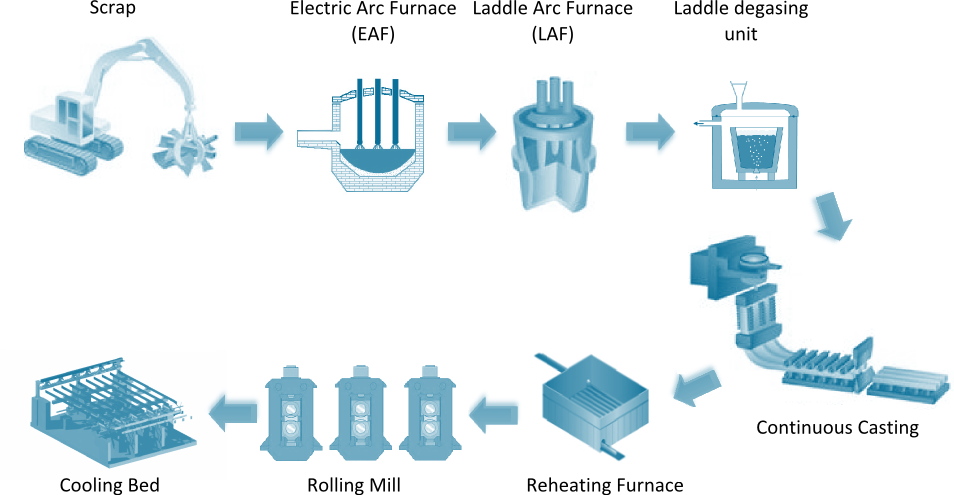 Scrap
Electric Arc Furnace
(EAF)
Laddle Arc Furnace
(LAF)
Laddle degasing
unit
Continuous Casting
Reheating Furnace
Rolling Mill
Cooling Bed